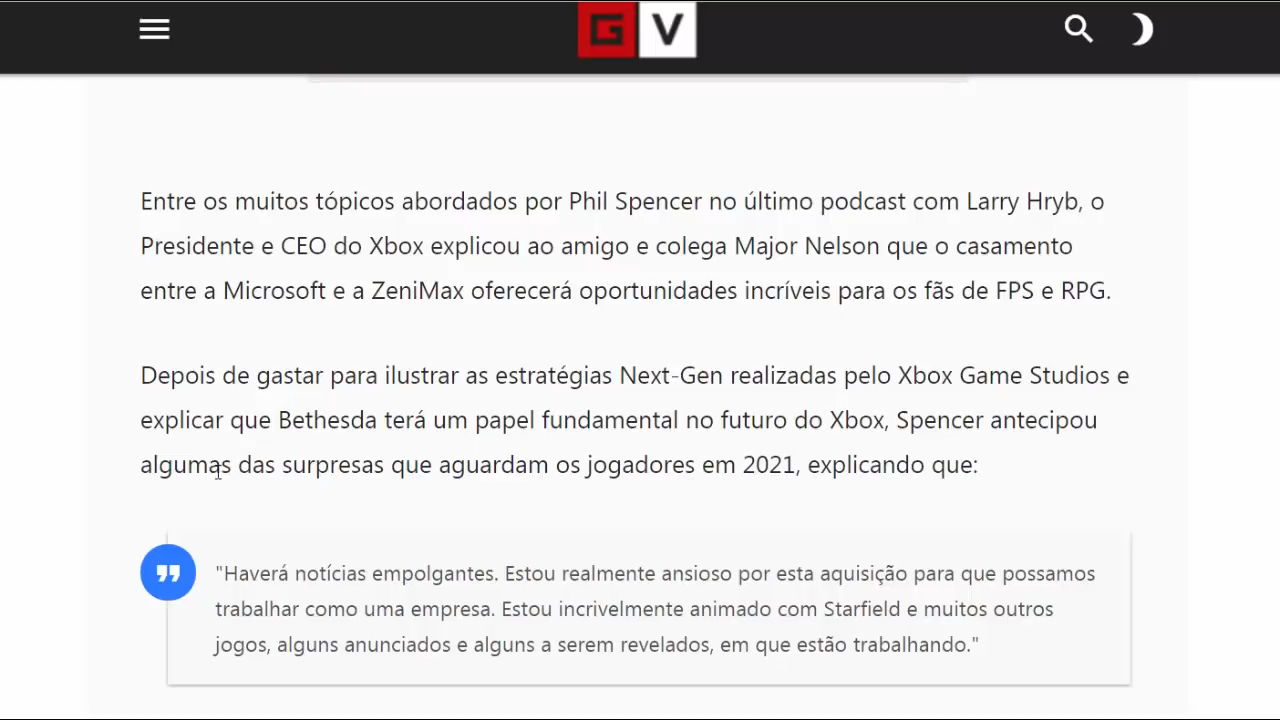 G V
Entre os muitos tópicos abordados por Phil Spencer no último podcast com Larry Hryb, o
Presidente e CEO do Xbox explicou ao amigo e colega Major Nelson que o casamento
entre a Microsoft e a ZeniMax oferecerá oportunidades incríveis para os fãs de FPS e RPG.
Depois de gastar para ilustrar as estratégias Next-Gen realizadas pelo Xbox Game Studios e
explicar que Bethesda terá um papel fundamental no futuro do Xbox, Spencer antecipou
algumas das surpresas que aguardam os jogadores em 2021, explicando que:
"Haverá notícias empolgantes. Estou realmente ansioso por esta aquisição para que possamos
trabalhar como uma empresa. Estou incrivelmente animado com Starfield e muitos outros
jogos, alguns anunciados e alguns a serem revelados, em que estão trabalhando."